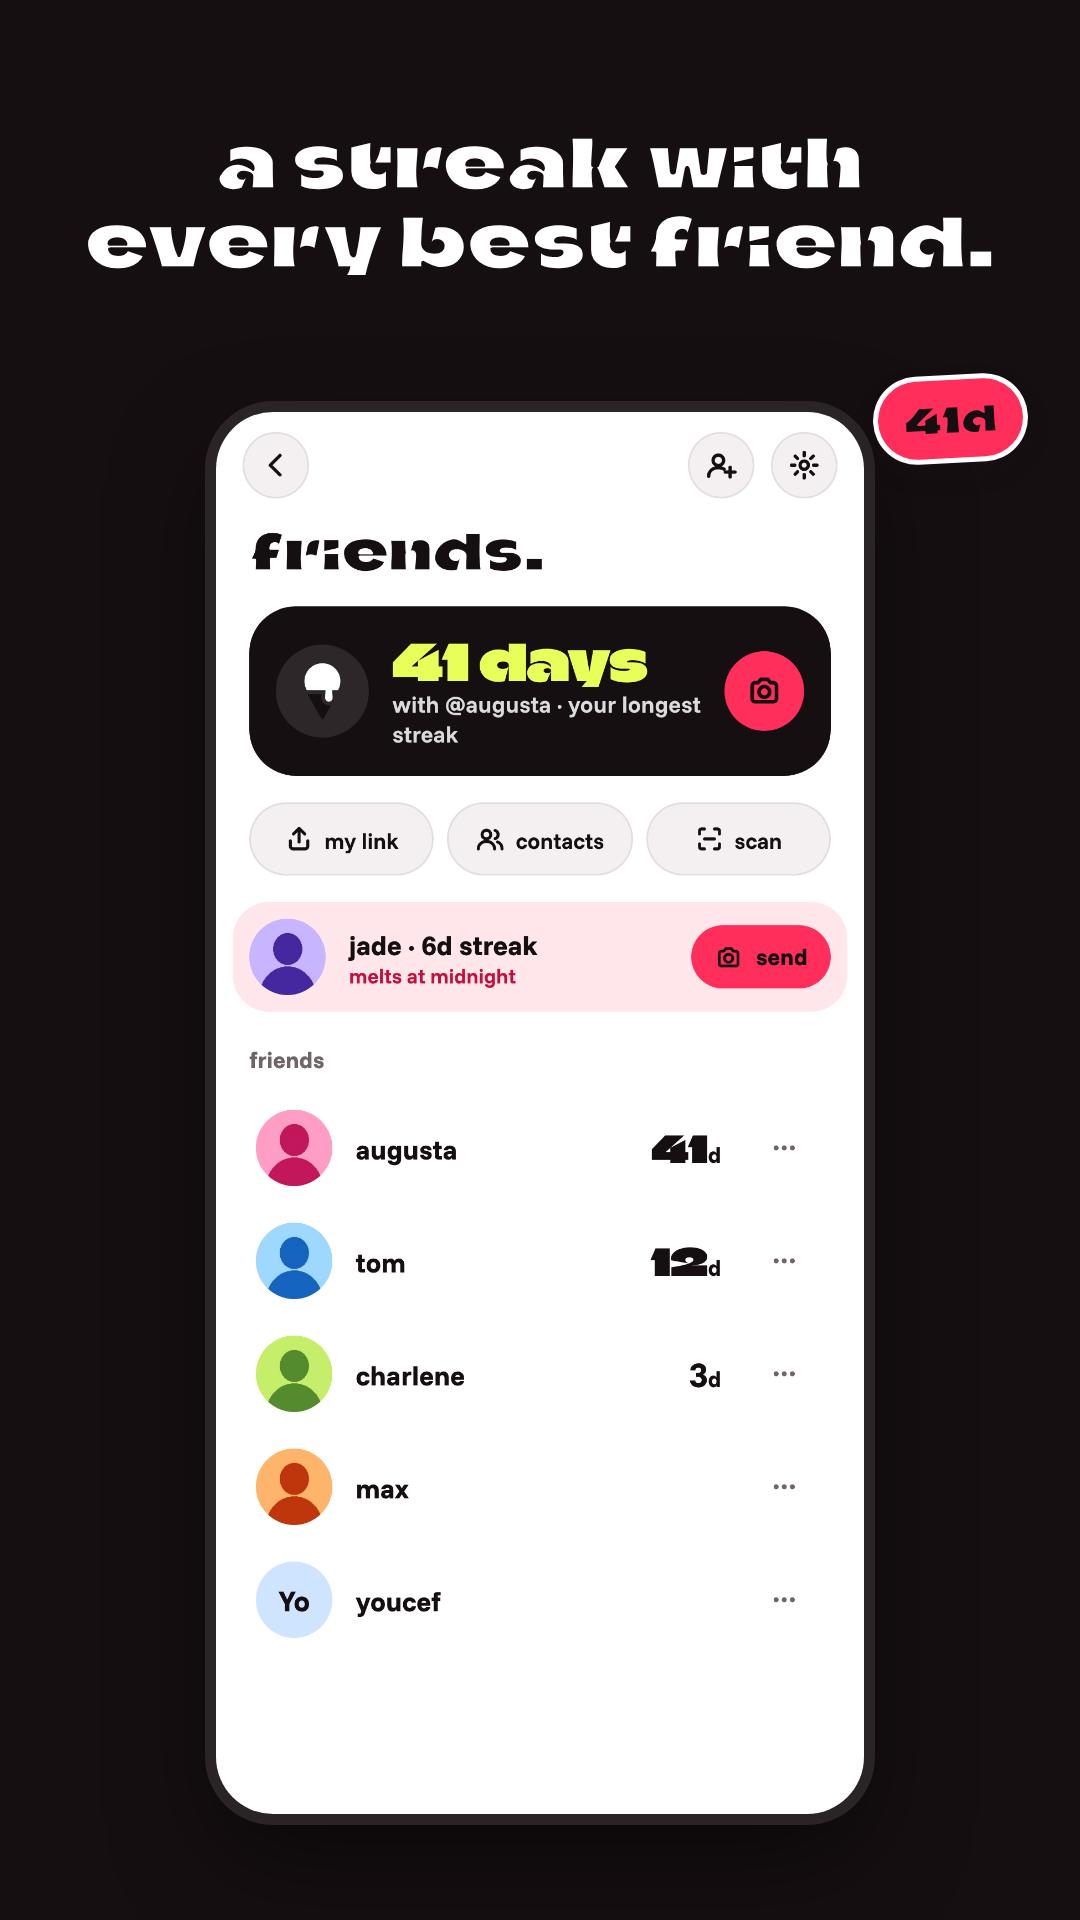 a streak with
every best friend.
41d
friends.
41 days
with @augusta · your longest
streak
my link
contacts
scan
jade · 6d streak
melts at midnight
send
friends
augusta
41d
tom
12d
charlene
3d
max
Yo
youcef